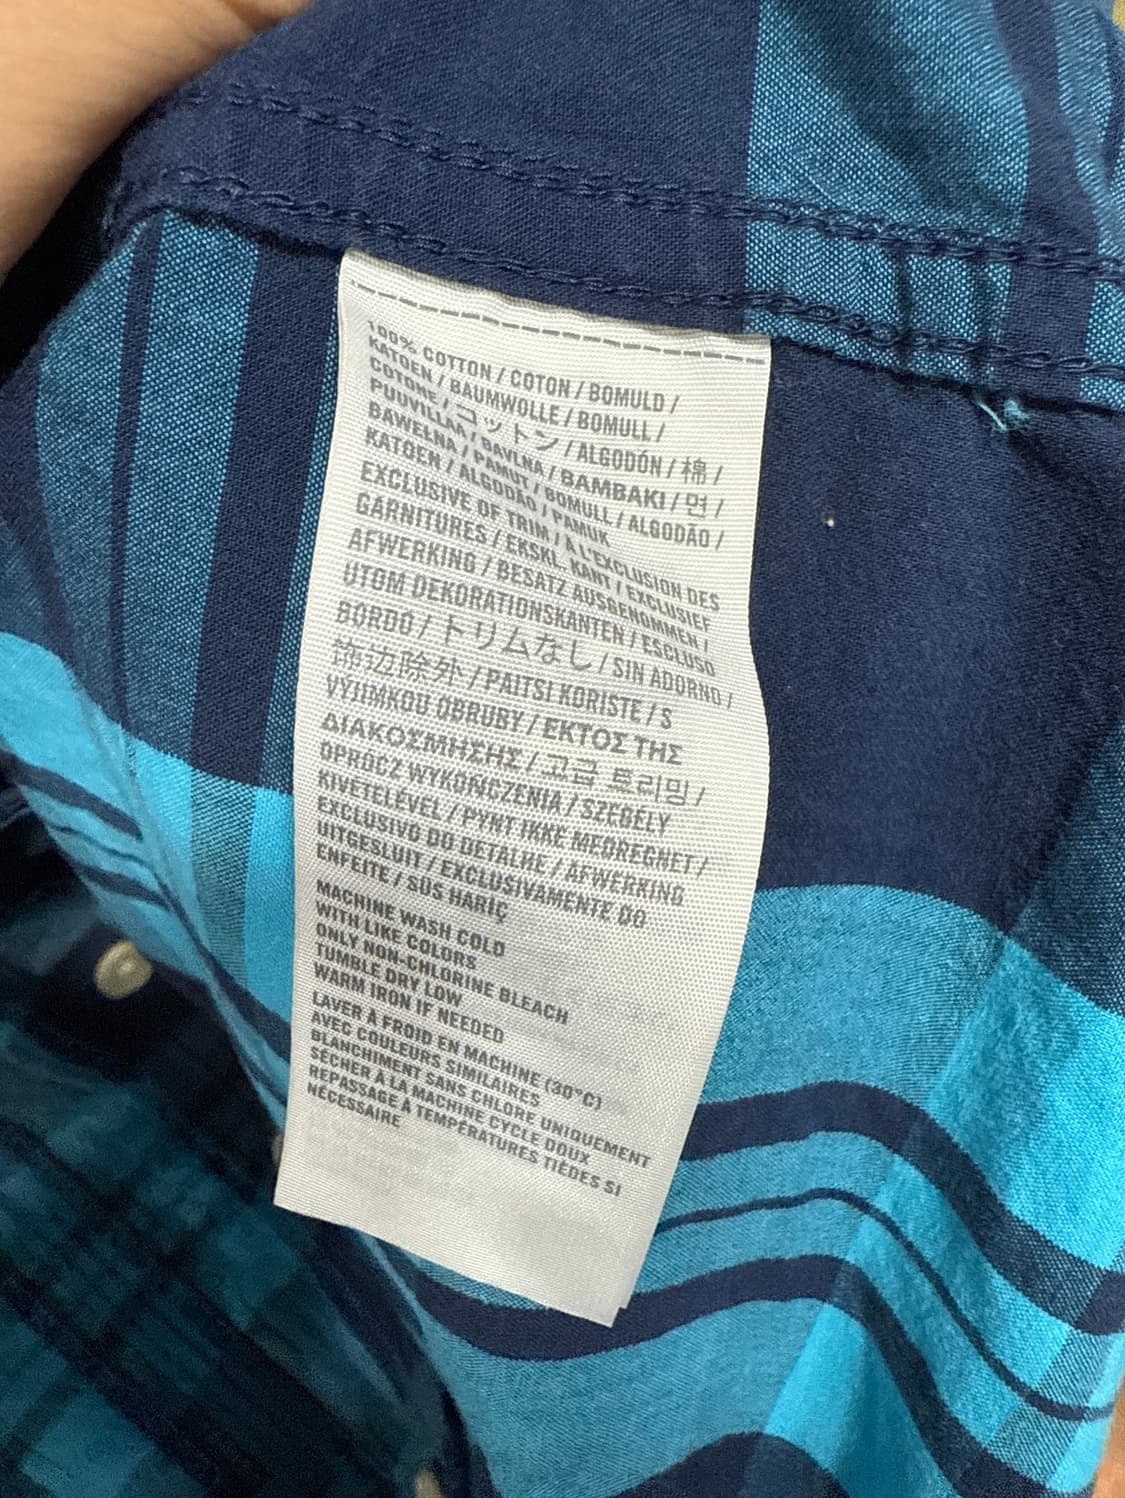 100% COTTON / COTON / BOMULD /
KATOEN / BAUMWOLLE / BOMULL /
COTONE / コットン / ALGODÓN / 棉 /
PUUVILLAA / BAVLNA / BAMBAKI / 면 /
BAWEŁNA / PAMUT / BOMULL / ALGODÃO /
KATOEN / ALGODÃO / PAMUK
EXCLUSIVE OF TRIM / À L'EXCLUSION DES
GARNITURES / EKSKL. KANT / EXCLUSIEF
AFWERKING / BESATZ AUSGENOMMEN /
UTOM DEKORATIONSKANTEN / ESCLUSO
BORDO / トリムなし / SIN ADORNO /
饰边除外 / PAITSI KORISTE / S
VÝJIMKOU OBRUBY / ΕΚΤΟΣ ΤΗΣ
ΔΙΑΚΟΣΜΗΣΗΣ / 고급 트리밍 /
OPRÓCZ WYKOŃCZENIA / SZEGÉLY
KIVÉTELÉVEL / PYNT IKKE MEDREGNET /
EXCLUSIVO DO DETALHE / AFWERKING
UITGESLUIT / EXCLUSIVAMENTE DO
ENFEITE / SÜS HARİÇ
MACHINE WASH COLD
WITH LIKE COLORS
ONLY NON-CHLORINE BLEACH
TUMBLE DRY LOW
WARM IRON IF NEEDED
LAVER À FROID EN MACHINE (30°C)
AVEC COULEURS SIMILAIRES
BLANCHIMENT SANS CHLORE UNIQUEMENT
SÉCHER À LA MACHINE CYCLE DOUX
REPASSAGE À TEMPÉRATURES TIÈDES SI
NÉCESSAIRE